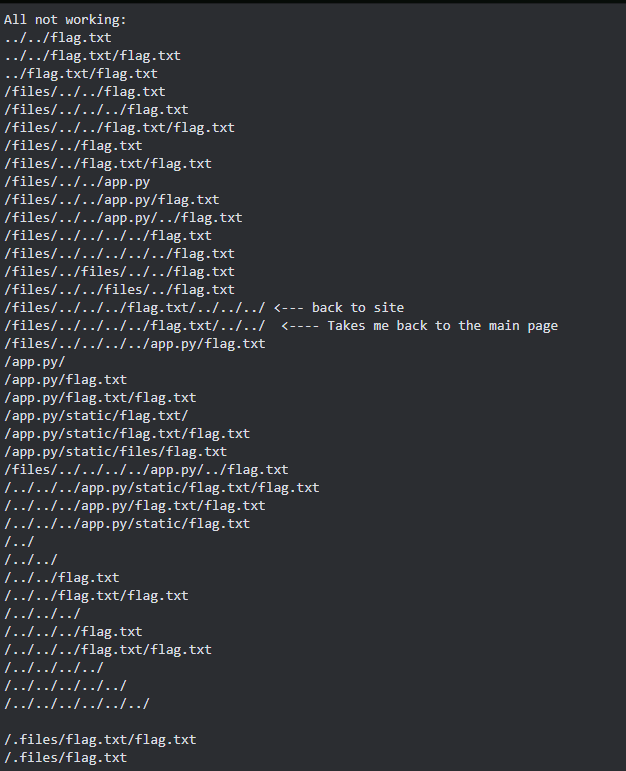 All not working:
../../flag.txt
../../flag.txt/flag.txt
../flag.txt/flag.txt
/files/../../flag.txt
/files/../../../flag.txt
/files/../../flag.txt/flag.txt
/files/../flag.txt
/files/../flag.txt/flag.txt
/files/../../app.py
/files/../../app.py/flag.txt
/files/../../app.py/../flag.txt
/files/../../../../flag.txt
/files/../../../../../flag.txt
/files/../files/../../flag.txt
/files/../../files/../flag.txt
/files/../../../flag.txt/../../../ <--- back to site
/files/../../../../flag.txt/../../  <---- Takes me back to the main page
/files/../../../../app.py/flag.txt
/app.py/
/app.py/flag.txt
/app.py/flag.txt/flag.txt
/app.py/static/flag.txt/
/app.py/static/flag.txt/flag.txt
/app.py/static/files/flag.txt
/files/../../../../app.py/../flag.txt
/../../../app.py/static/flag.txt/flag.txt
/../../../app.py/flag.txt/flag.txt
/../../../app.py/static/flag.txt
/../
/../../
/../../flag.txt
/../../flag.txt/flag.txt
/../../../
/../../../flag.txt
/../../../flag.txt/flag.txt
/../../../../
/../../../../../
/../../../../../../
/.files/flag.txt/flag.txt
/.files/flag.txt